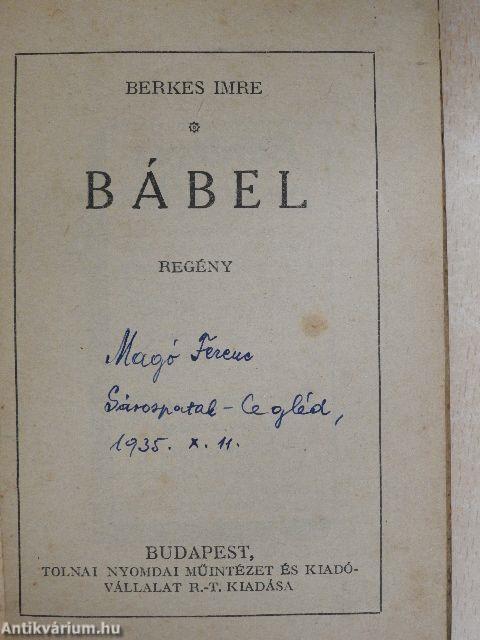 BERKES IMRE
BÁBEL
REGÉNY
Magó Ferenc
Sárospatak - Cegléd,
1935. X. 11.
BUDAPEST,
TOLNAI NYOMDAI MŰINTÉZET ÉS KIADÓ-
VÁLLALAT R.-T. KIADÁSA
Antikvárium.hu